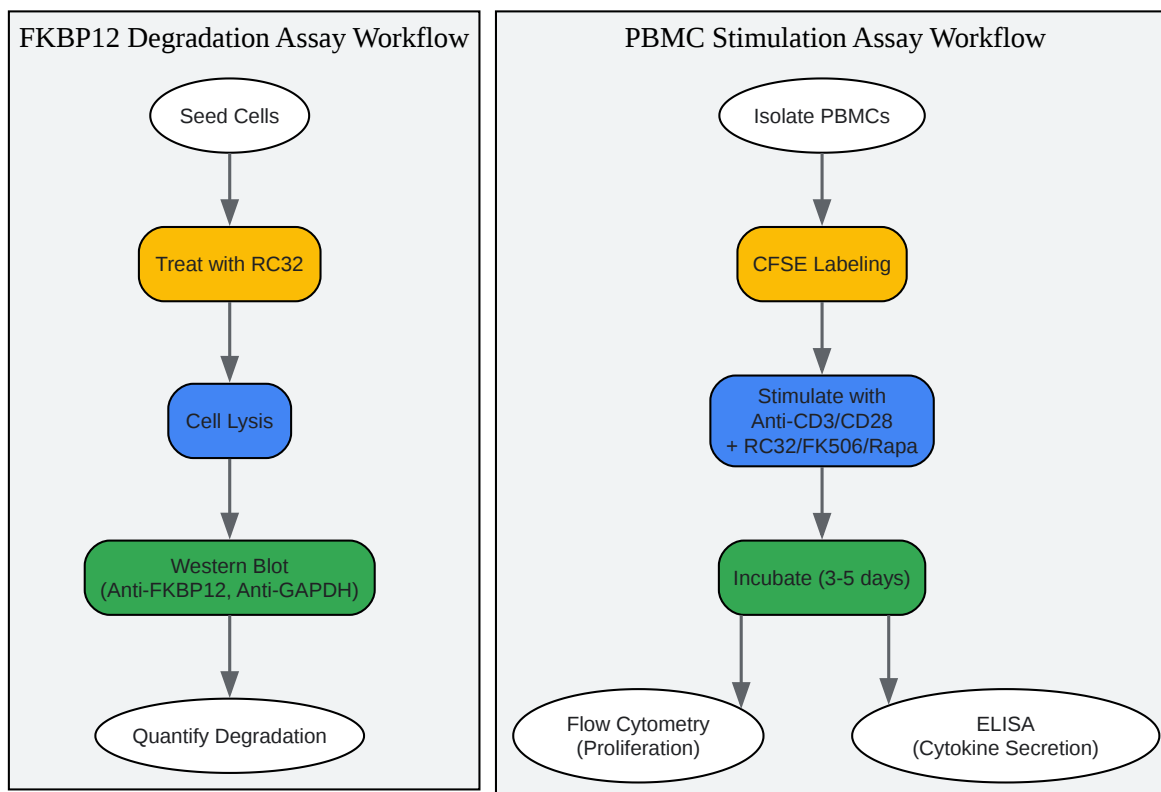 FKBP12 Degradation Assay Workflow
Seed Cells
Treat with RC32
Cell Lysis
Western Blot
(Anti-FKBP12, Anti-GAPDH)
Quantify Degradation
PBMC Stimulation Assay Workflow
Isolate PBMCs
CFSE Labeling
Stimulate with
Anti-CD3/CD28
+ RC32/FK506/Rapa
Incubate (3-5 days)
Flow Cytometry
(Proliferation)
ELISA
(Cytokine Secretion)